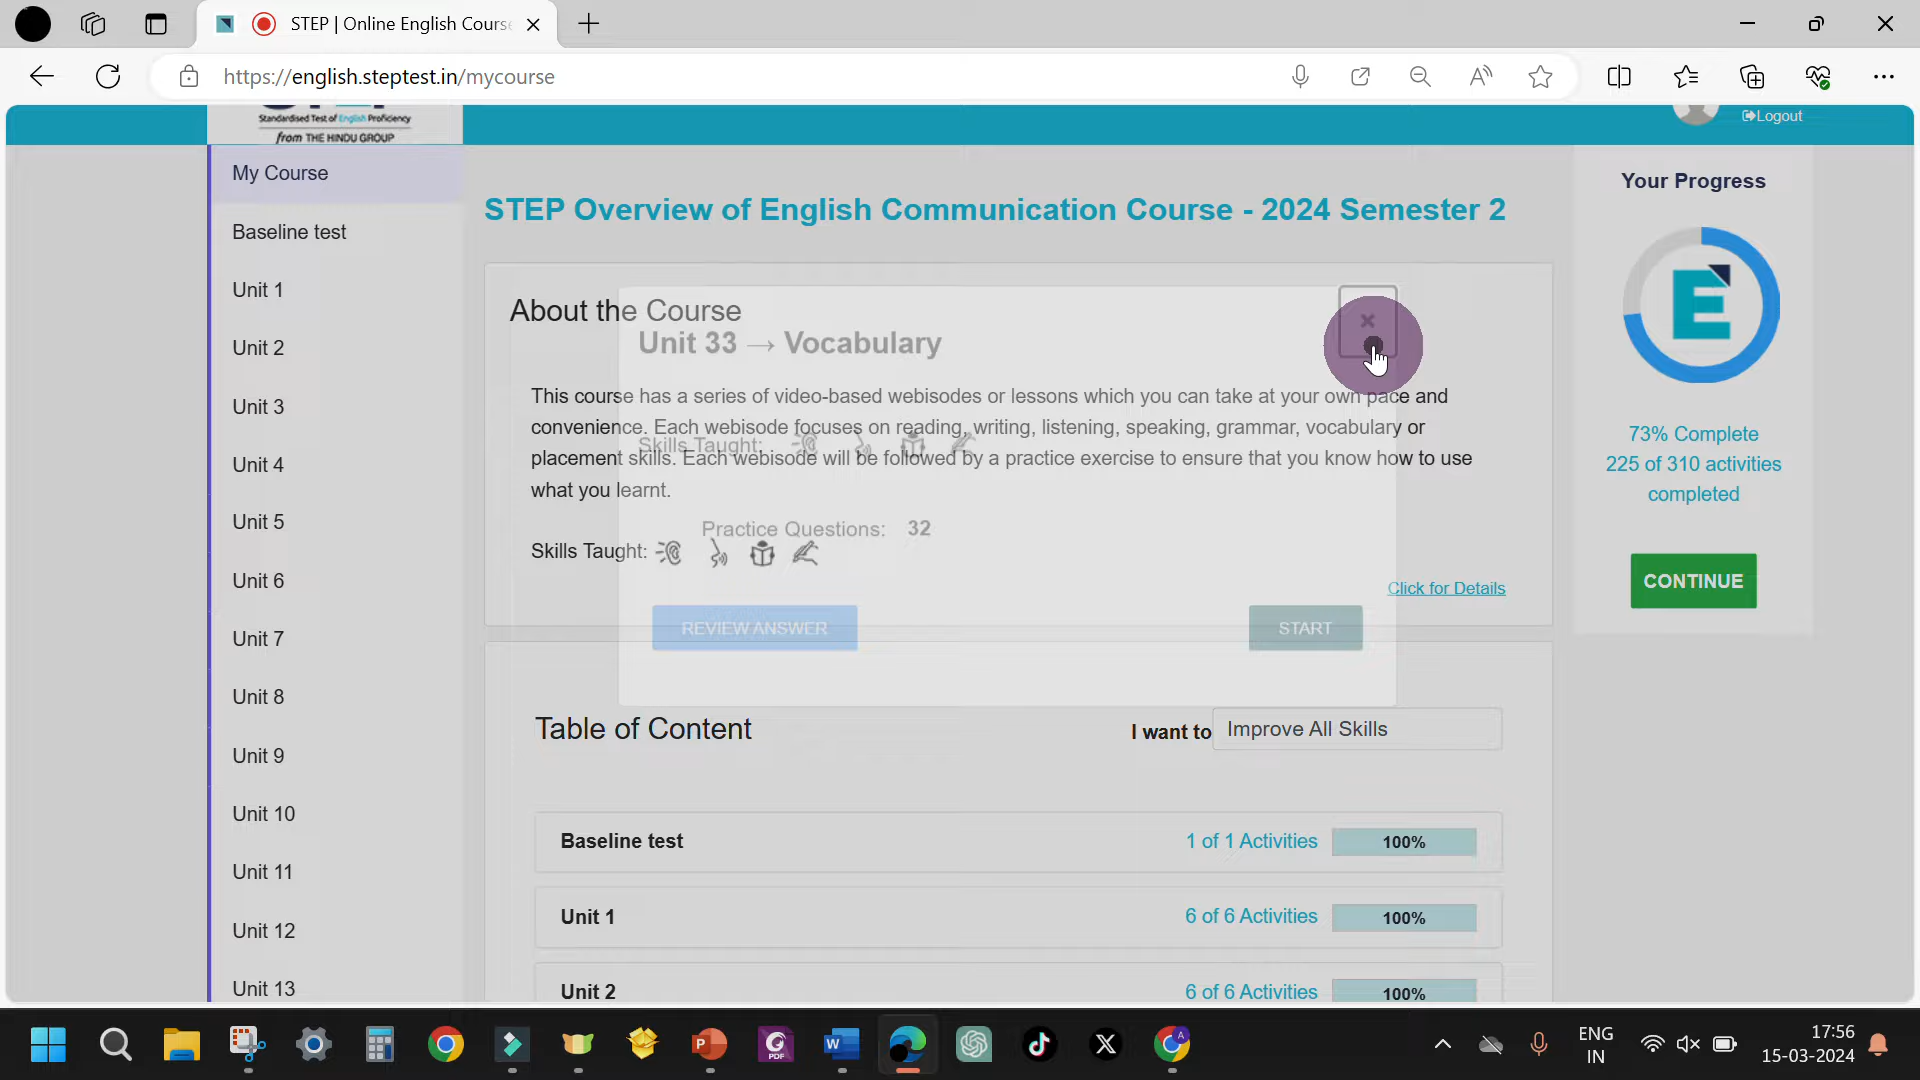 STEP | Online English Cours
https://english.steptest.in/mycourse
Standardised Test of English Proficiency
from THE HINDU GROUP
Logout
My Course
Baseline test
Unit 1
Unit 2
Unit 3
Unit 4
Unit 5
Unit 6
Unit 7
Unit 8
Unit 9
Unit 10
Unit 11
Unit 12
Unit 13
STEP Overview of English Communication Course - 2024 Semester 2
About the Course
Unit 33 → Vocabulary
×
This course has a series of video-based webisodes or lessons which you can take at your own pace and
convenience. Each webisode focuses on reading, writing, listening, speaking, grammar, vocabulary or
Skills Taught:
placement skills. Each webisode will be followed by a practice exercise to ensure that you know how to use
what you learnt.
Practice Questions: 32
Skills Taught:
Click for Details
REVIEW ANSWER
START
Table of Content
I want to
Improve All Skills
Baseline test
1 of 1 Activities
100%
Unit 1
6 of 6 Activities
100%
Unit 2
6 of 6 Activities
100%
Your Progress
E
73% Complete
225 of 310 activities
completed
CONTINUE
ENG
IN
17:56
15-03-2024